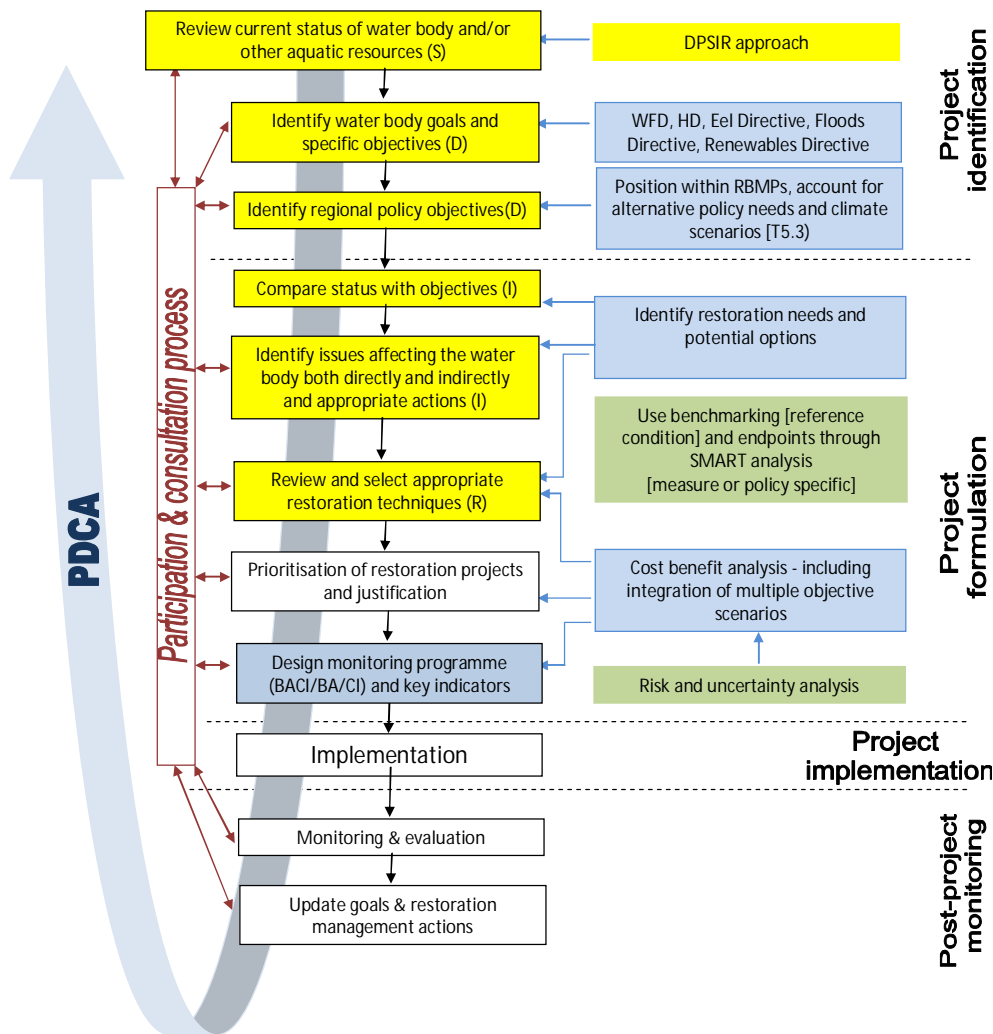 Review current status of water body and/or
other aquatic resources (S)
DPSIR approach
Project
identification
Identify water body goals and
specific objectives (D)
WFD, HD, Eel Directive, Floods
Directive, Renewables Directive
Identify regional policy objectives(D)
Position within RBMPs, account for
alternative policy needs and climate
scenarios [T5.3)
PDCA
Participation & consultation process
Compare status with objectives (I)
Identify restoration needs and
potential options
Identify issues affecting the water
body both directly and indirectly
and appropriate actions (I)
Use benchmarking [reference
condition] and endpoints through
SMART analysis
[measure or policy specific]
Project
formulation
Review and select appropriate
restoration techniques (R)
Prioritisation of restoration projects
and justification
Cost benefit analysis - including
integration of multiple objective
scenarios
Design monitoring programme
(BACI/BA/CI) and key indicators
Risk and uncertainty analysis
Implementation
Project
implementation
Monitoring & evaluation
Update goals & restoration
management actions
Post-project
monitoring